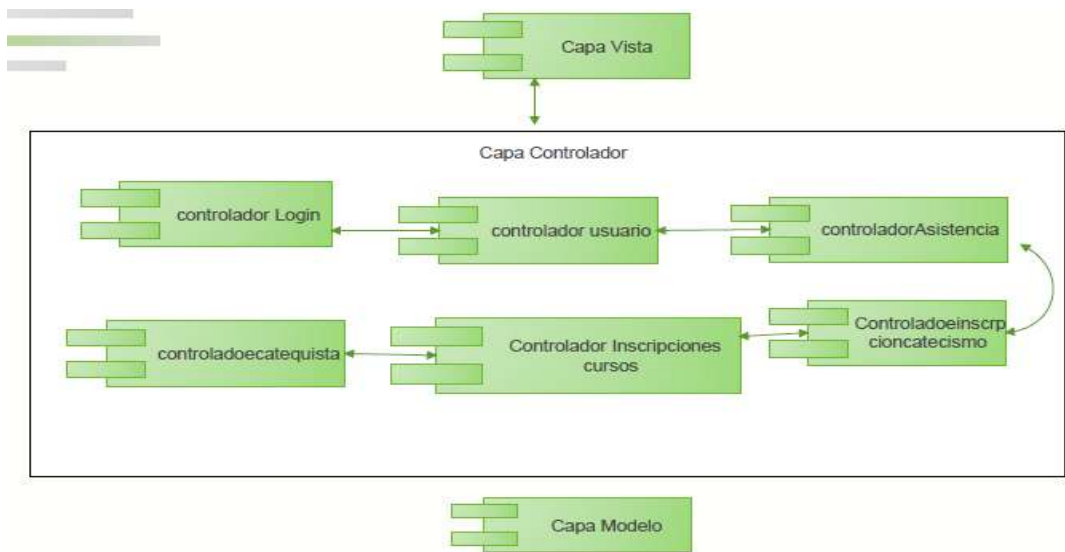 Capa Vista
Capa Controlador
controlador Login
controlador usuario
controladorAsistencia
controladoecatequista
Controlador Inscripciones
cursos
Controladoeinscrp
cioncatecismo
Capa Modelo